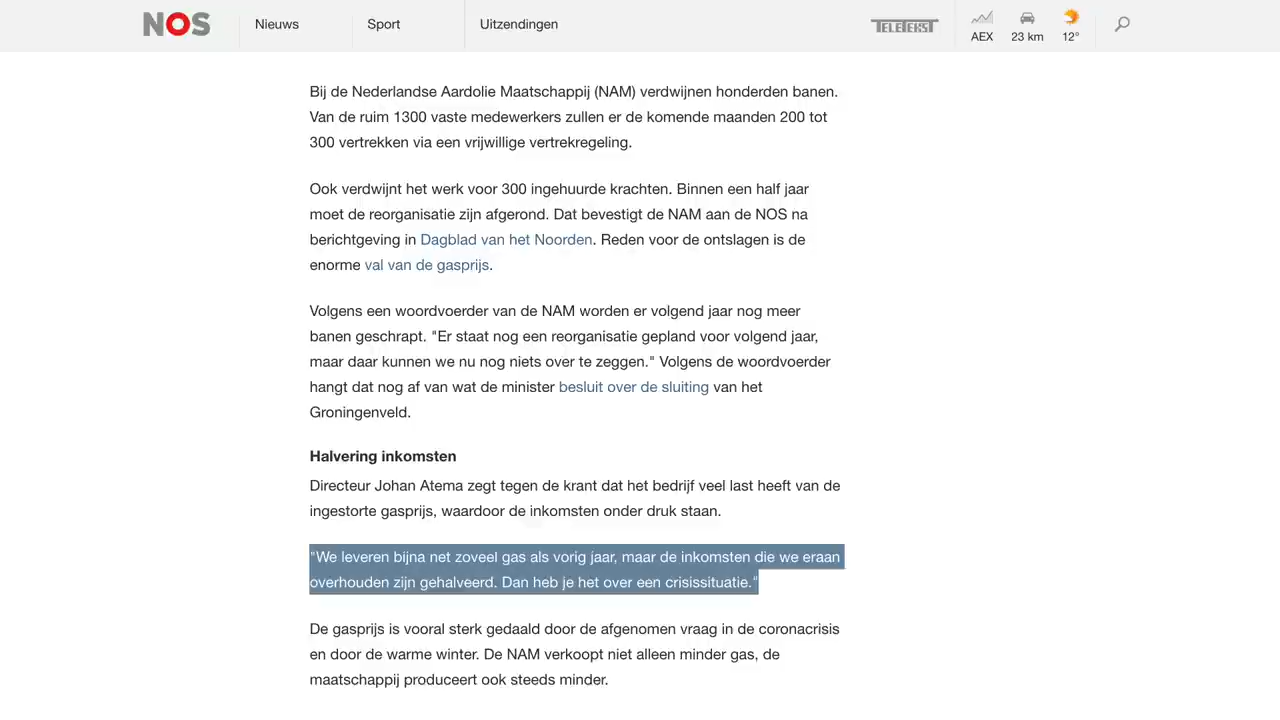 NOS Nieuws Sport Uitzendingen TELETEKST AEX 23 km 12°
Bij de Nederlandse Aardolie Maatschappij (NAM) verdwijnen honderden banen.
Van de ruim 1300 vaste medewerkers zullen er de komende maanden 200 tot
300 vertrekken via een vrijwillige vertrekregeling.
Ook verdwijnt het werk voor 300 ingehuurde krachten. Binnen een half jaar
moet de reorganisatie zijn afgerond. Dat bevestigt de NAM aan de NOS na
berichtgeving in Dagblad van het Noorden. Reden voor de ontslagen is de
enorme val van de gasprijs.
Volgens een woordvoerder van de NAM worden er volgend jaar nog meer
banen geschrapt. "Er staat nog een reorganisatie gepland voor volgend jaar,
maar daar kunnen we nu nog niets over te zeggen." Volgens de woordvoerder
hangt dat nog af van wat de minister besluit over de sluiting van het
Groningenveld.
Halvering inkomsten
Directeur Johan Atema zegt tegen de krant dat het bedrijf veel last heeft van de
ingestorte gasprijs, waardoor de inkomsten onder druk staan.
"We leveren bijna net zoveel gas als vorig jaar, maar de inkomsten die we eraan
overhouden zijn gehalveerd. Dan heb je het over een crisissituatie."
De gasprijs is vooral sterk gedaald door de afgenomen vraag in de coronacrisis
en door de warme winter. De NAM verkoopt niet alleen minder gas, de
maatschappij produceert ook steeds minder.